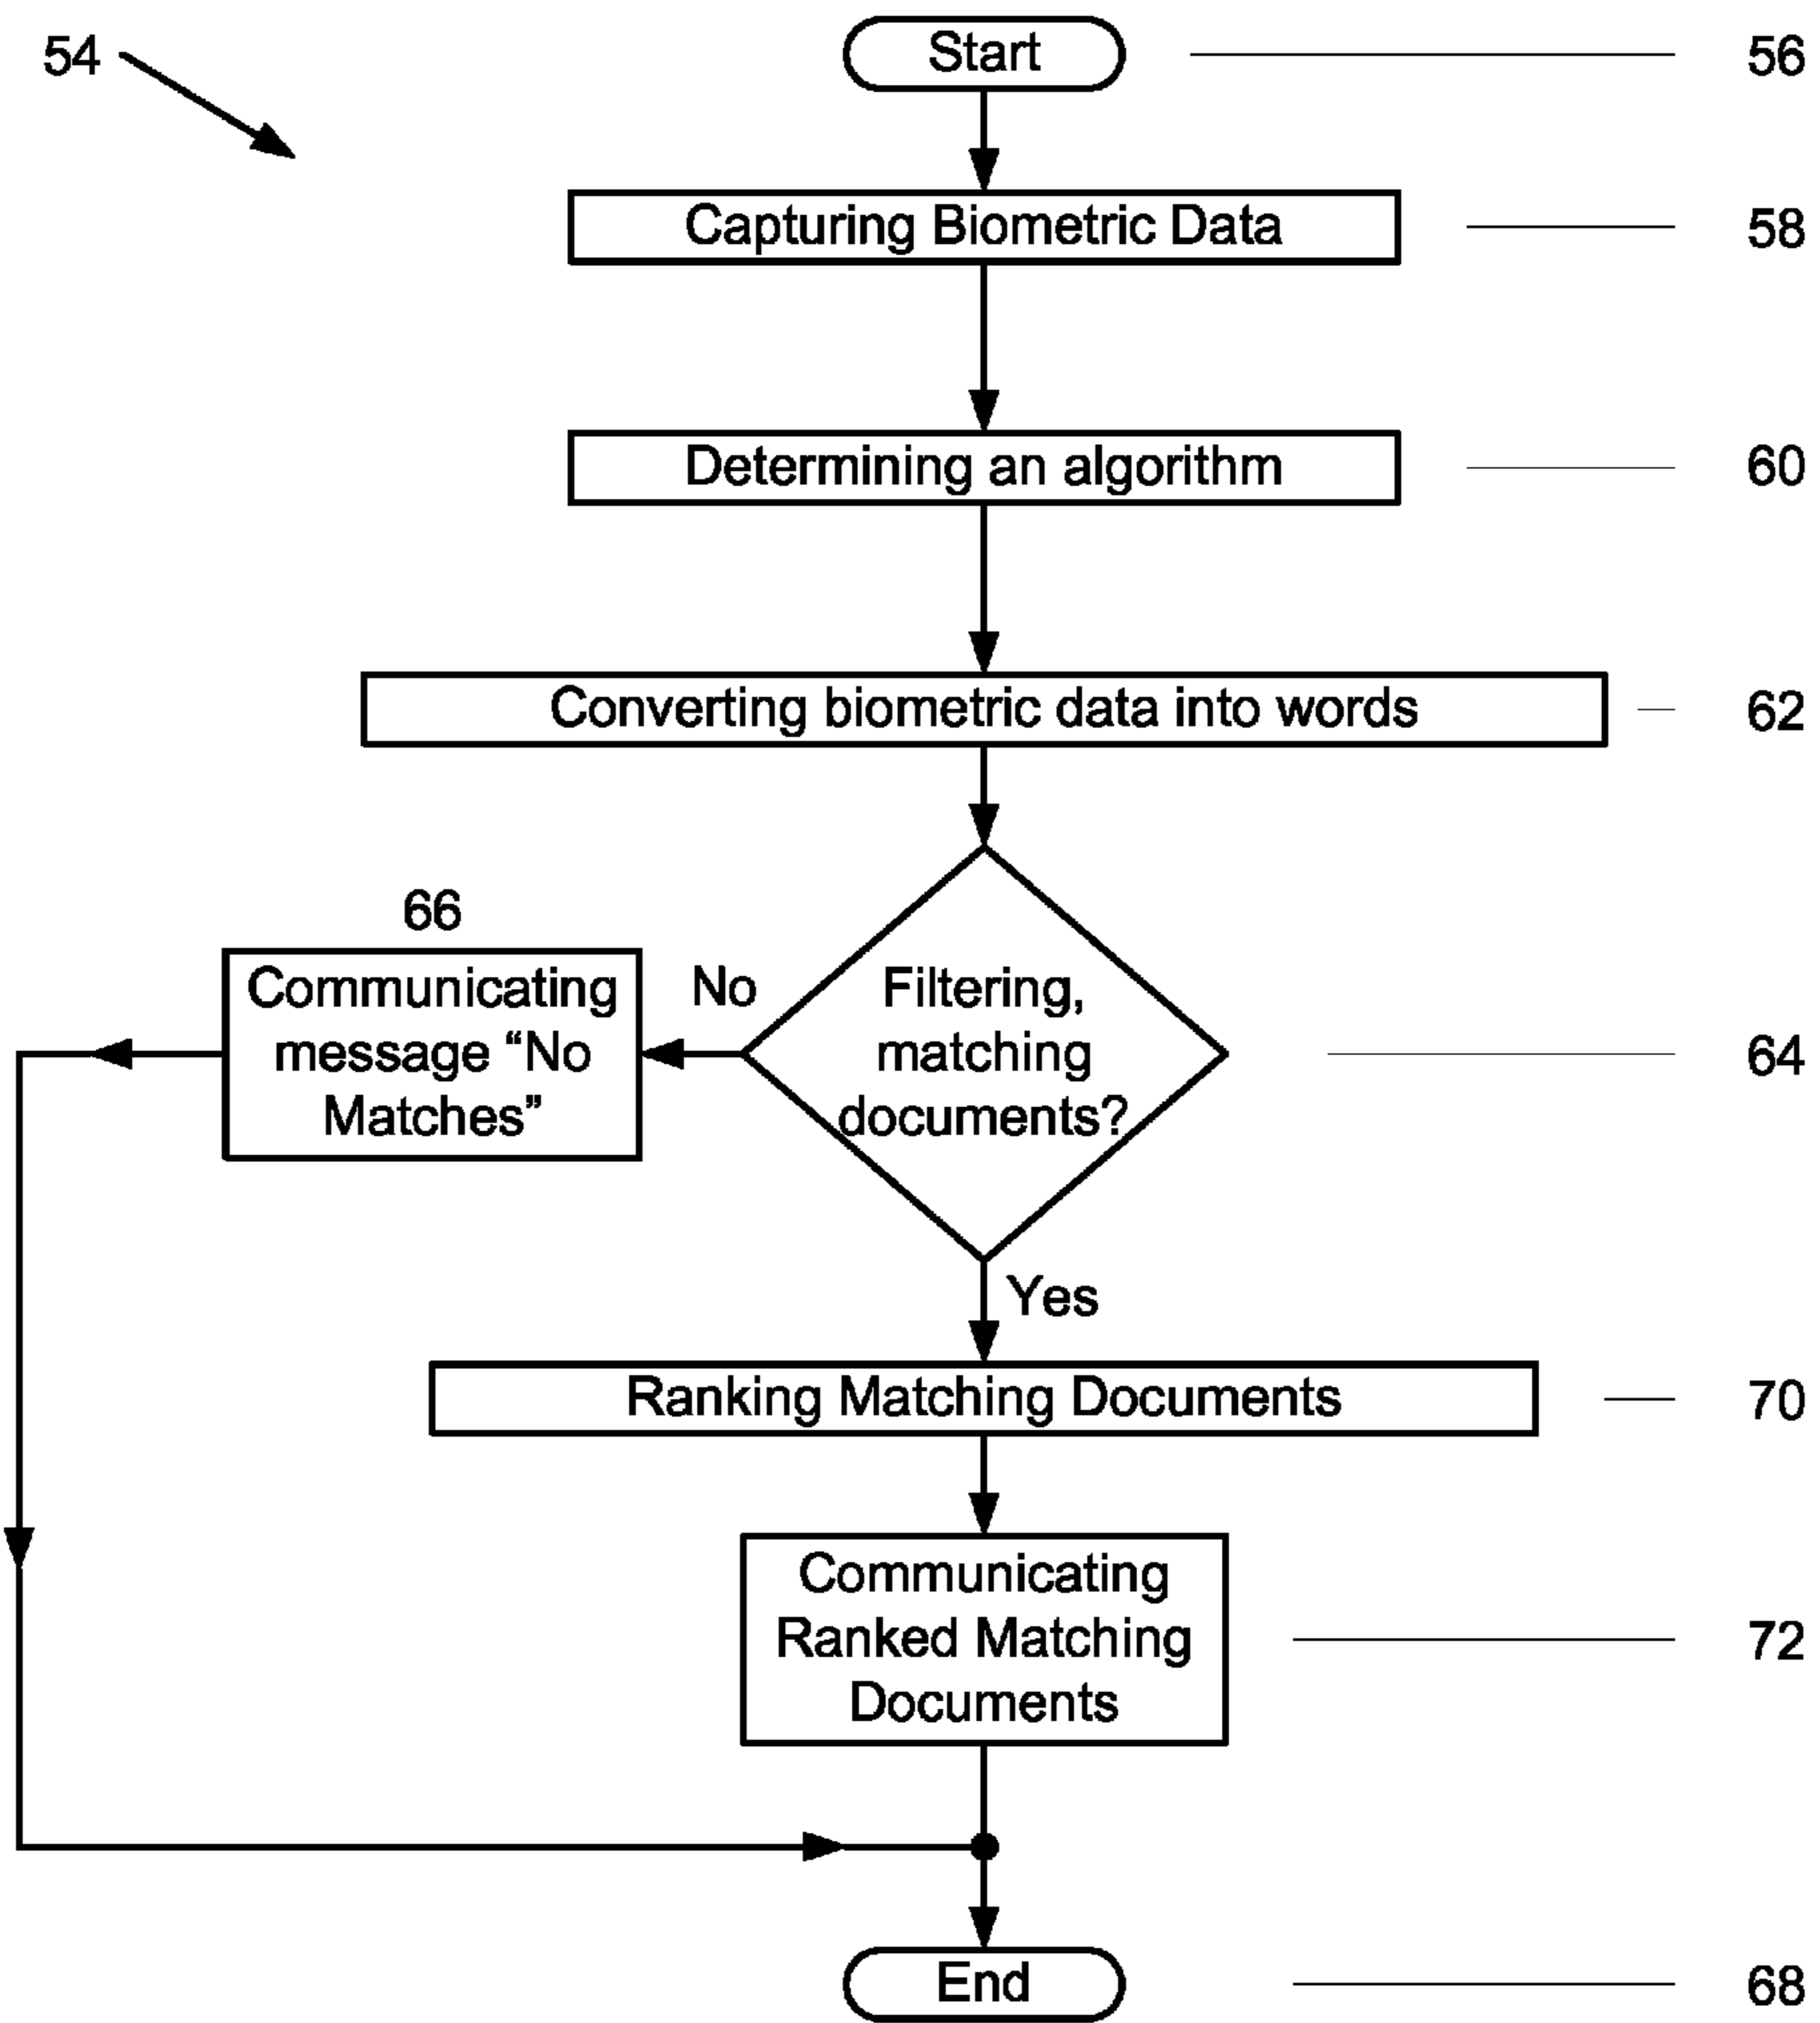 54
Start
56
Capturing Biometric Data
58
Determining an algorithm
60
Converting biometric data into words
62
66
Communicating
message “No
Matches”
No
Filtering,
matching
documents?
64
Yes
Ranking Matching Documents
70
Communicating
Ranked Matching
Documents
72
End
68